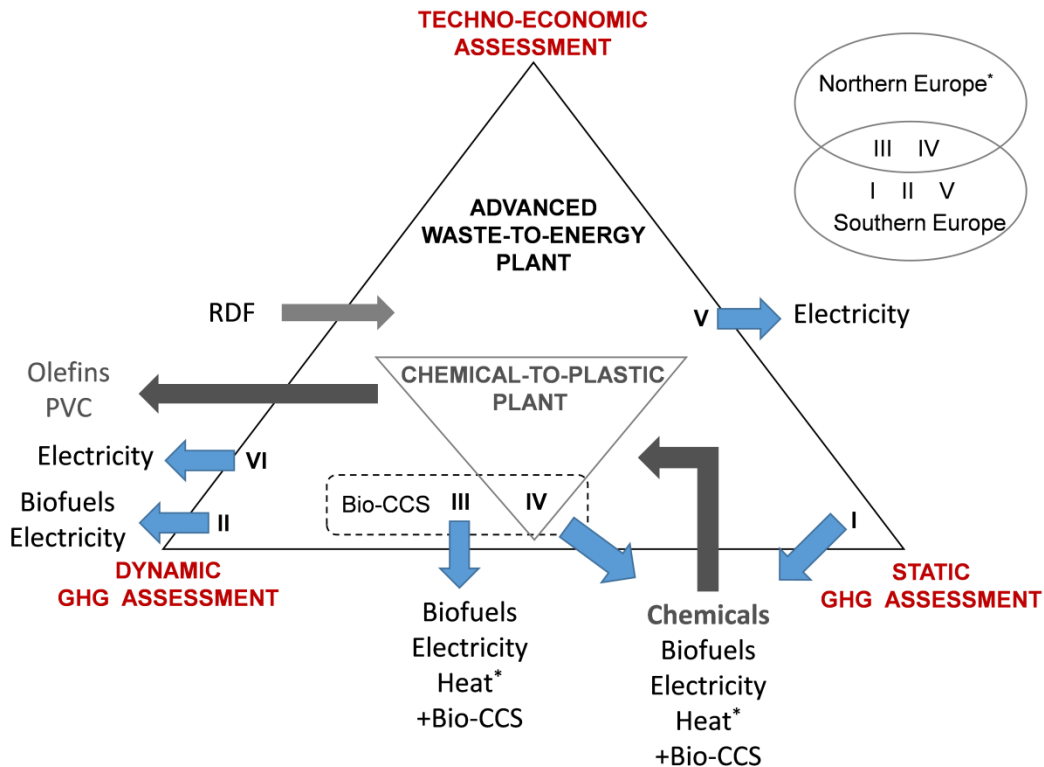 TECHNO-ECONOMIC
ASSESSMENT
Northern Europe*
III IV
I II V
Southern Europe
ADVANCED
WASTE-TO-ENERGY
PLANT
RDF
V
Electricity
Olefins
PVC
CHEMICAL-TO-PLASTIC
PLANT
Electricity
VI
Biofuels
Electricity
II
Bio-CCS III IV
I
DYNAMIC
GHG ASSESSMENT
STATIC
GHG ASSESSMENT
Biofuels
Electricity
Heat*
+Bio-CCS
Chemicals
Biofuels
Electricity
Heat*
+Bio-CCS